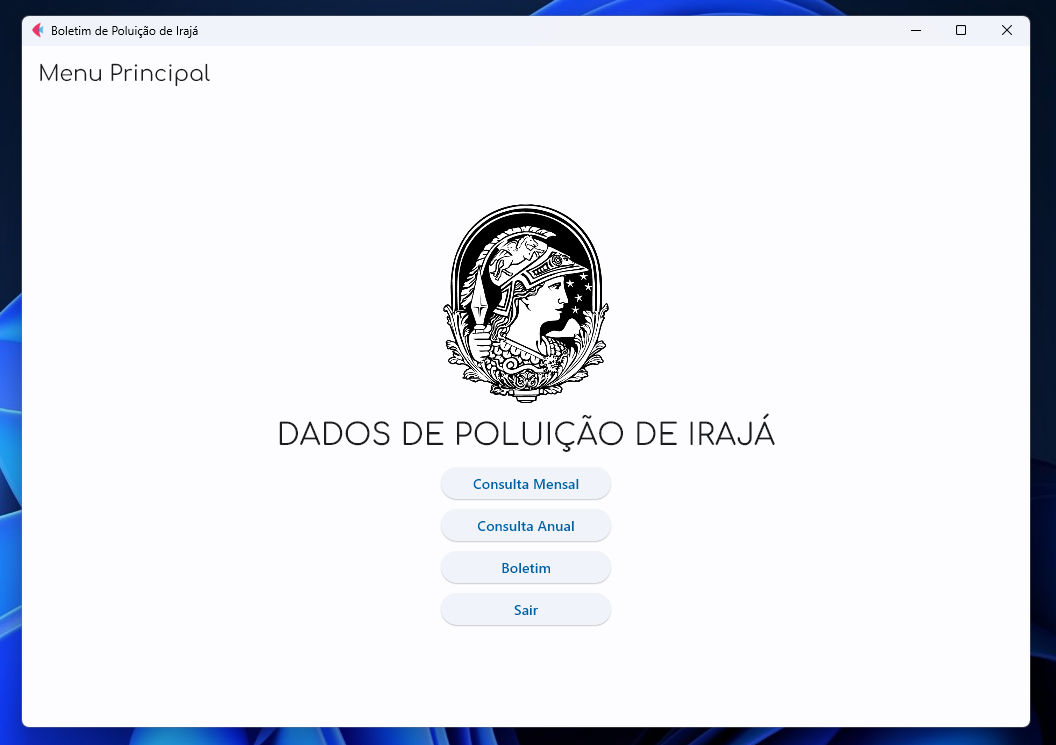 Boletim de Poluição de Irajá
Menu Principal
DADOS DE POLUIÇÃO DE IRAJÁ
Consulta Mensal
Consulta Anual
Boletim
Sair